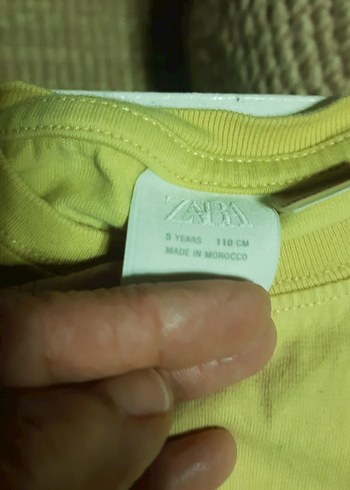 ZARA
5 YEARS 110 CM
MADE IN MOROCCO